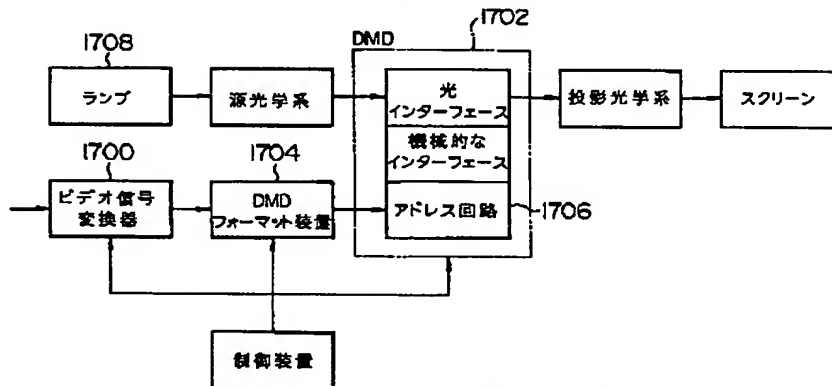 1702
DMD
1708
ランプ
源光学系
光
インターフェース
投影光学系
スクリーン
機械的な
インターフェース
1700
1704
ビデオ信号
変換器
DMD
フォーマット装置
アドレス回路
1706
制御装置